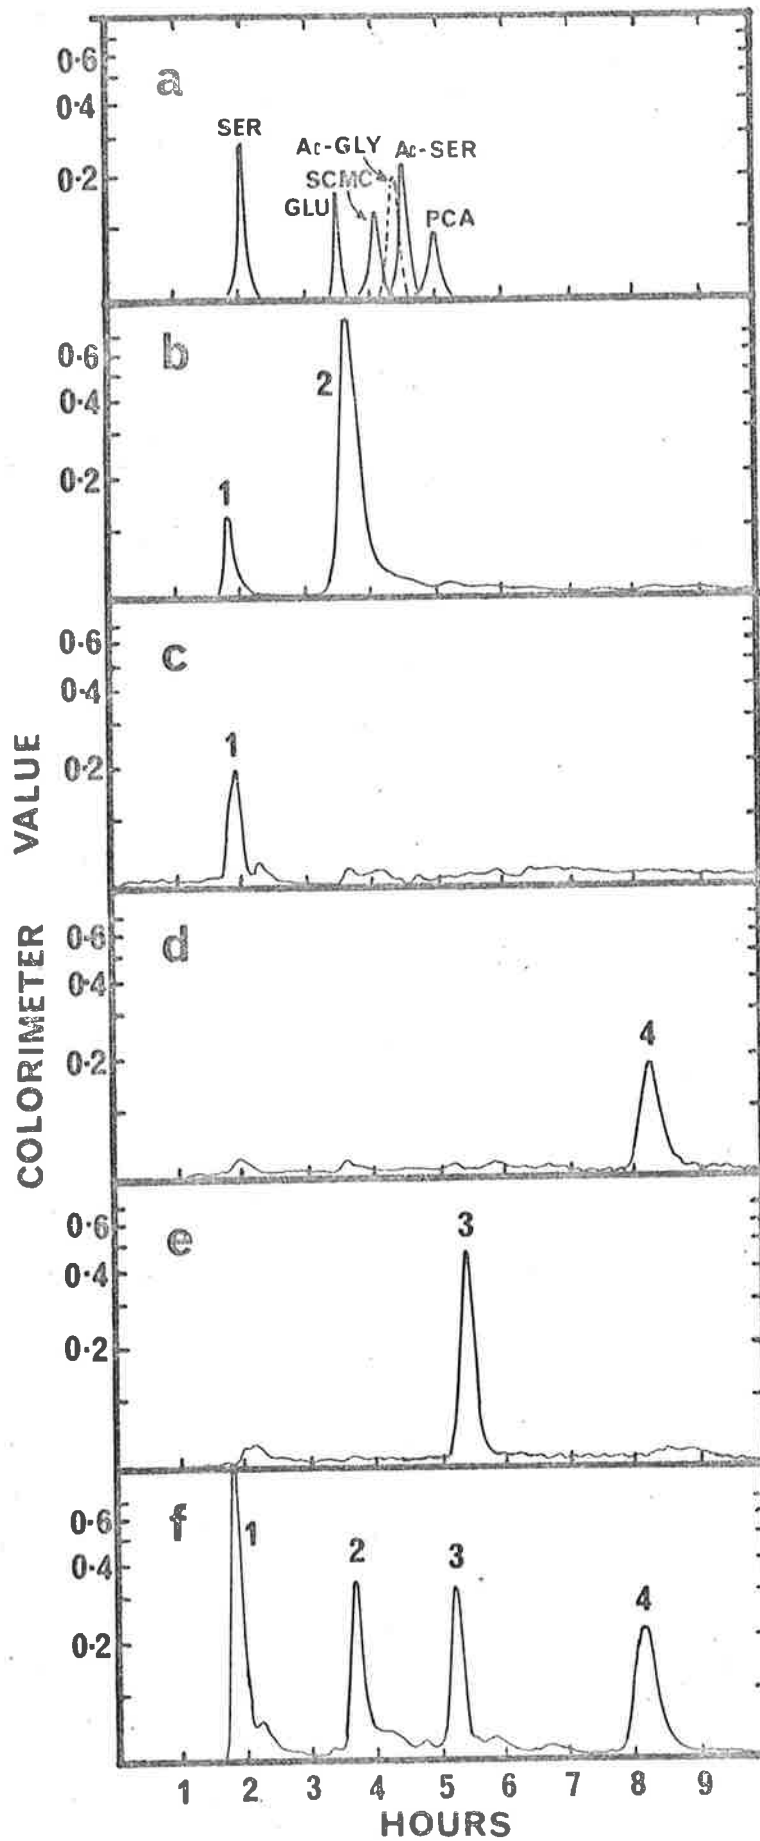 0·6
a
0·4
SER
Ac-GLY
Ac-SER
SCMC
0·2
GLU
PCA
b
0·6
2
0·4
0·2
1
c
0·6
0·4
1
0·2
d
0·6
0·4
4
0·2
e
3
0·6
0·4
0·2
f
0·6
1
2
3
0·4
4
0·2
1 2 3 4 5 6 7 8 9
HOURS
COLORIMETER VALUE